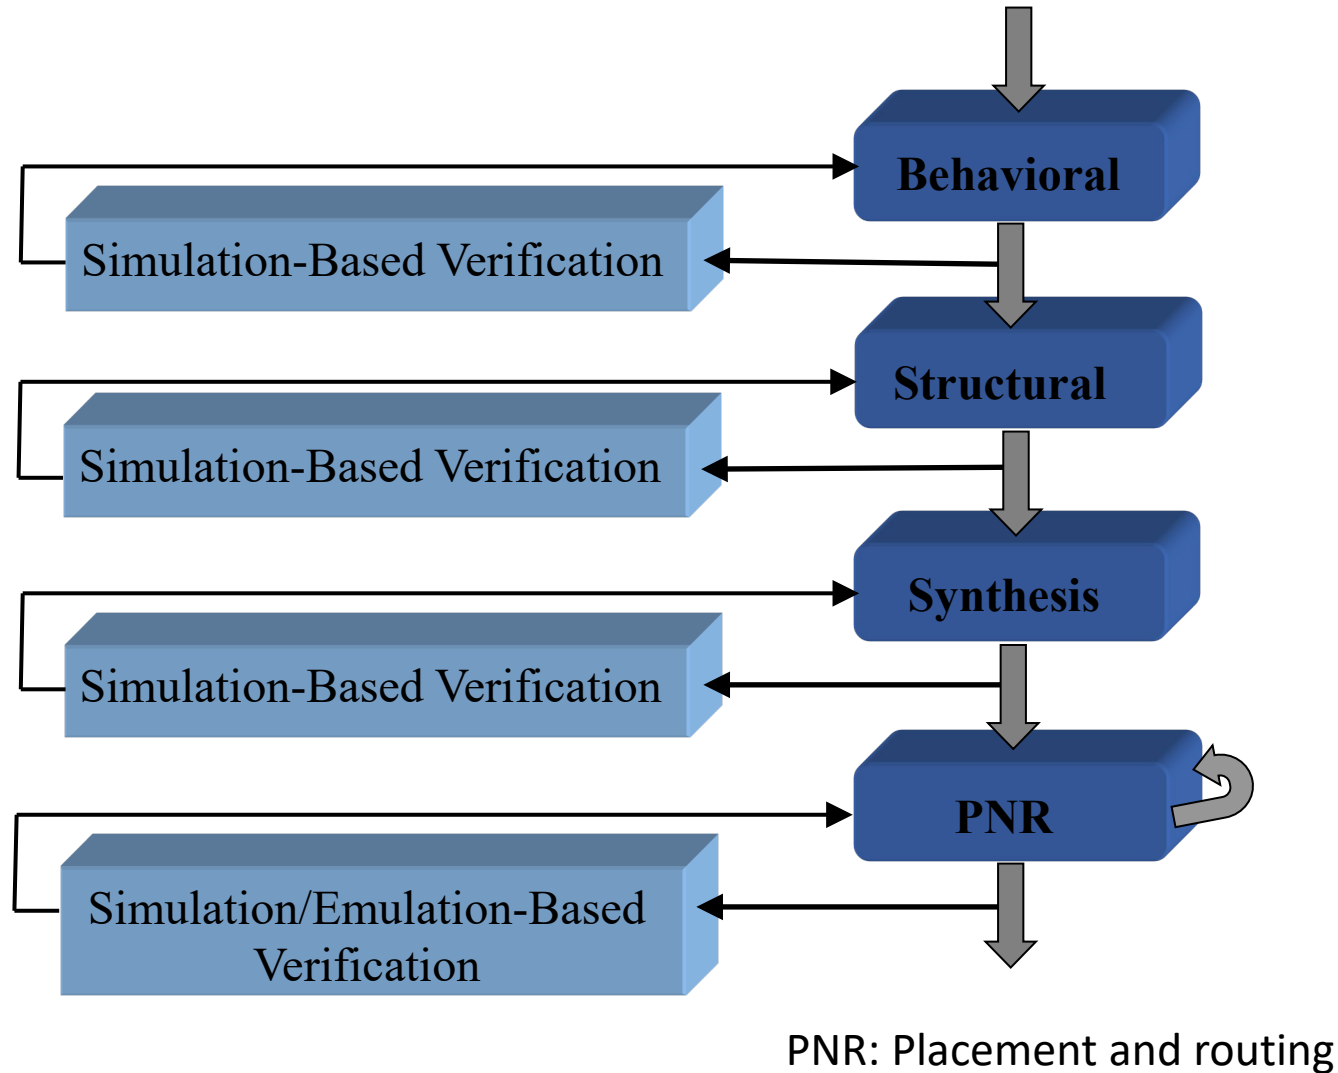 Behavioral
Simulation-Based Verification
Structural
Simulation-Based Verification
Synthesis
Simulation-Based Verification
PNR
Simulation/Emulation-Based
Verification
PNR: Placement and routing